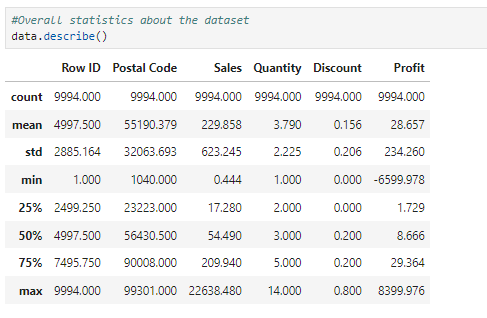 #Overall statistics about the dataset
data.describe()
Row ID Postal Code Sales Quantity Discount Profit
count 9994.000 9994.000 9994.000 9994.000 9994.000 9994.000
mean 4997.500 55190.379 229.858 3.790 0.156 28.657
std 2885.164 32063.693 623.245 2.225 0.206 234.260
min 1.000 1040.000 0.444 1.000 0.000 -6599.978
25% 2499.250 23223.000 17.280 2.000 0.000 1.729
50% 4997.500 56430.500 54.490 3.000 0.200 8.666
75% 7495.750 90008.000 209.940 5.000 0.200 29.364
max 9994.000 99301.000 22638.480 14.000 0.800 8399.976